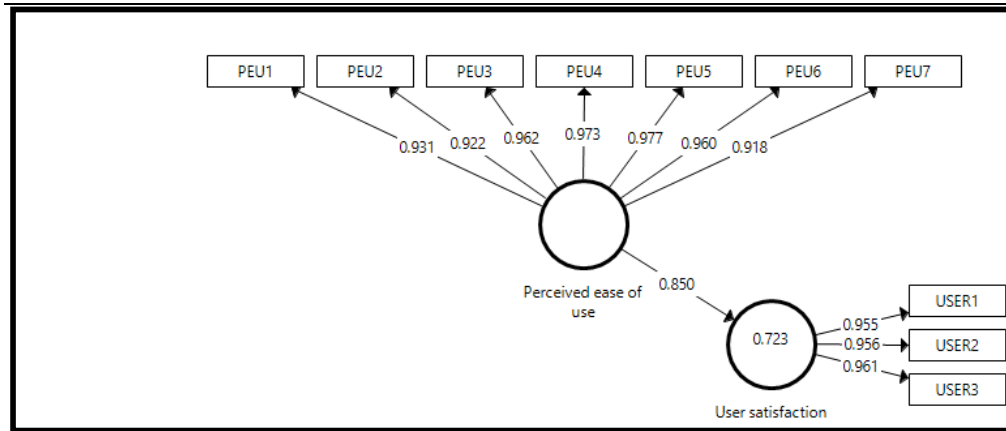 PEU1 PEU2 PEU3 PEU4 PEU5 PEU6 PEU7
0.931 0.922 0.962 0.973 0.977 0.960 0.918
Perceived ease of
use
0.850
0.723
User satisfaction
0.955
0.956
0.961
USER1
USER2
USER3